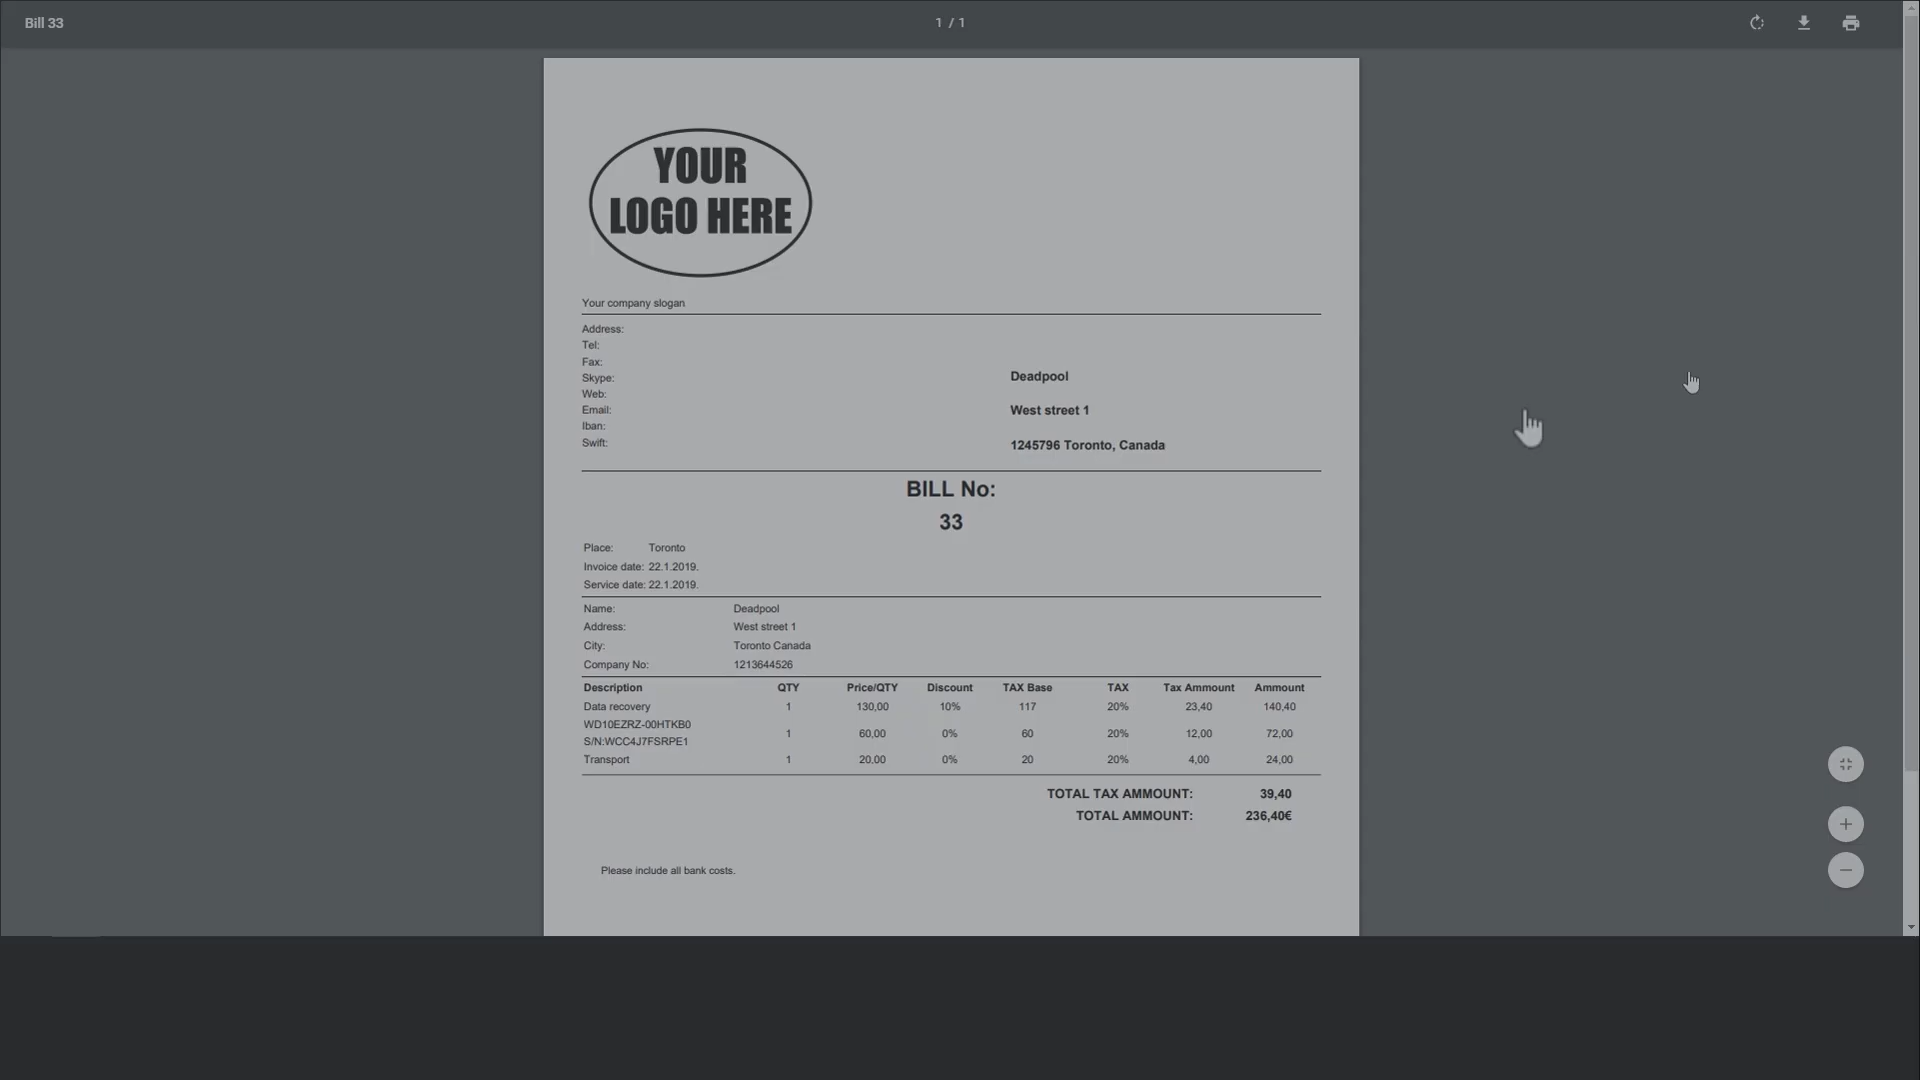 Bill 33
1 / 1
YOUR
LOGO HERE
Your company slogan
Address:
Tel:
Fax:
Skype:
Web:
Email:
Iban:
Swift:
Deadpool
West street 1
1245796 Toronto, Canada
BILL No:
33
Place: Toronto
Invoice date: 22.1.2019.
Service date: 22.1.2019.
Name: Deadpool
Address: West street 1
City: Toronto Canada
Company No: 1213644526
Description QTY Price/QTY Discount TAX Base TAX Tax Ammount Ammount
Data recovery 1 130,00 10% 117 20% 23,40 140,40
WD10EZRZ-00HTKB0
S/N:WCC4J7FSRPE1 1 60,00 0% 60 20% 12,00 72,00
Transport 1 20.00 0% 20 20% 4,00 24,00
TOTAL TAX AMMOUNT: 39,40
TOTAL AMMOUNT: 236,40€
Please include all bank costs.